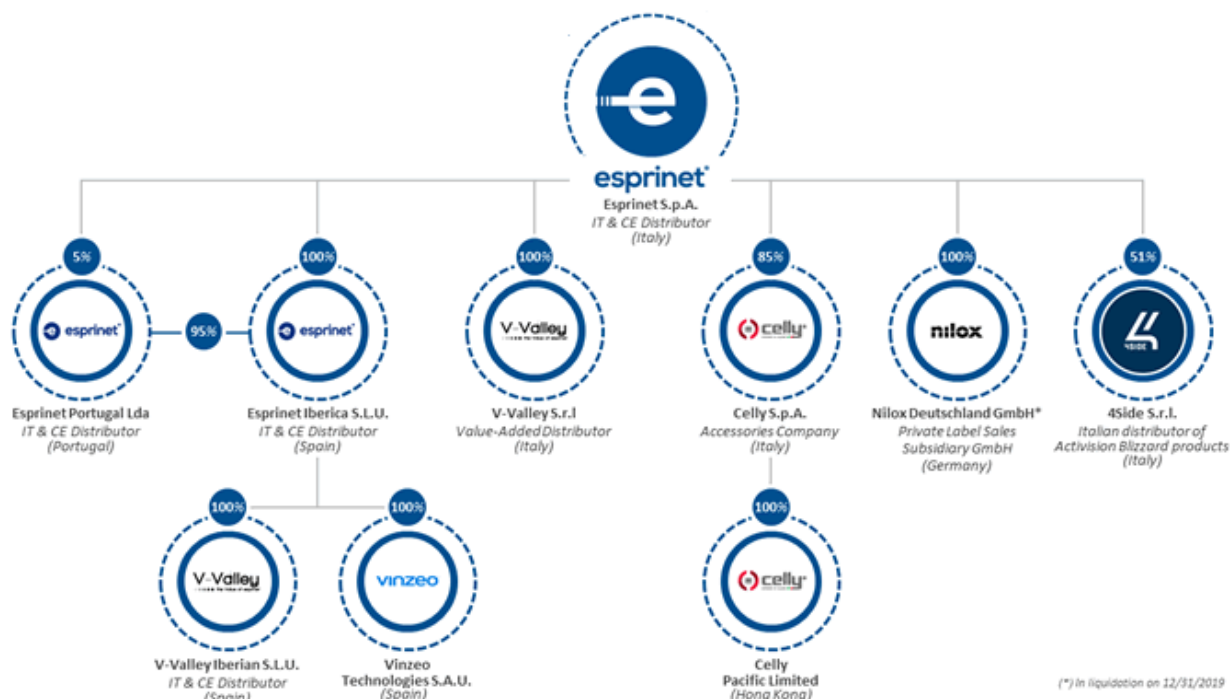 e
esprinet
Esprinet S.p.A.
IT & CE Distributor
(Italy)
5%
100%
100%
85%
100%
51%
esprinet
95%
esprinet
V-Valley
celly
nilox
4SIDE
Esprinet Portugal Lda
IT & CE Distributor
(Portugal)
Esprinet Iberica S.L.U.
IT & CE Distributor
(Spain)
V-Valley S.r.l
Value-Added Distributor
(Italy)
Celly S.p.A.
Accessories Company
(Italy)
Nilox Deutschland GmbH*
Private Label Sales
Subsidiary GmbH
(Germany)
4Side S.r.l.
Italian distributor of
Activision Blizzard products
(Italy)
100%
100%
100%
V-Valley
vinzeo
celly
V-Valley Iberian S.L.U.
IT & CE Distributor
(Spain)
Vinzeo
Technologies S.A.U.
(Spain)
Celly
Pacific Limited
(Hong Kong)
(*) In liquidation on 12/31/2019